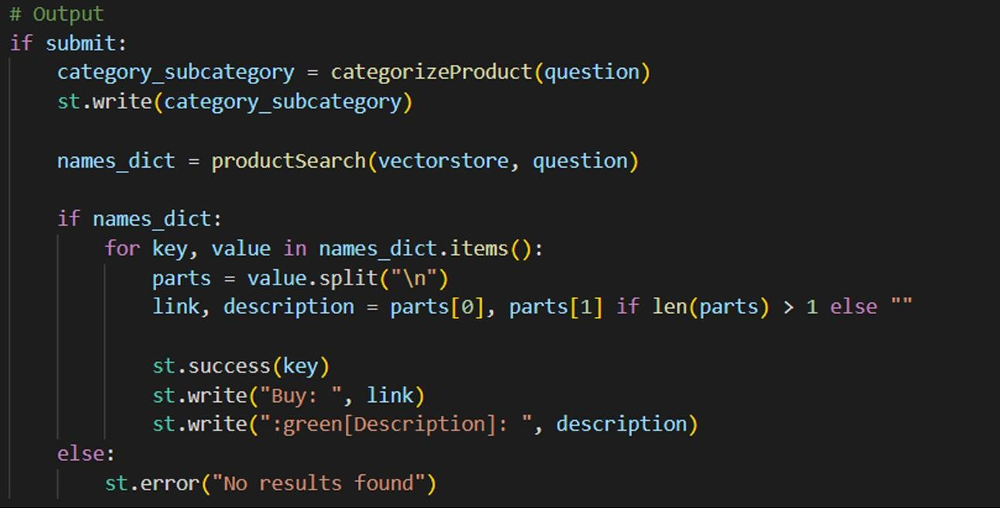 # Output
if submit:
    category_subcategory = categorizeProduct(question)
    st.write(category_subcategory)

    names_dict = productSearch(vectorstore, question)

    if names_dict:
        for key, value in names_dict.items():
            parts = value.split("\n")
            link, description = parts[0], parts[1] if len(parts) > 1 else ""

            st.success(key)
            st.write("Buy: ", link)
            st.write(":green[Description]: ", description)
    else:
        st.error("No results found")